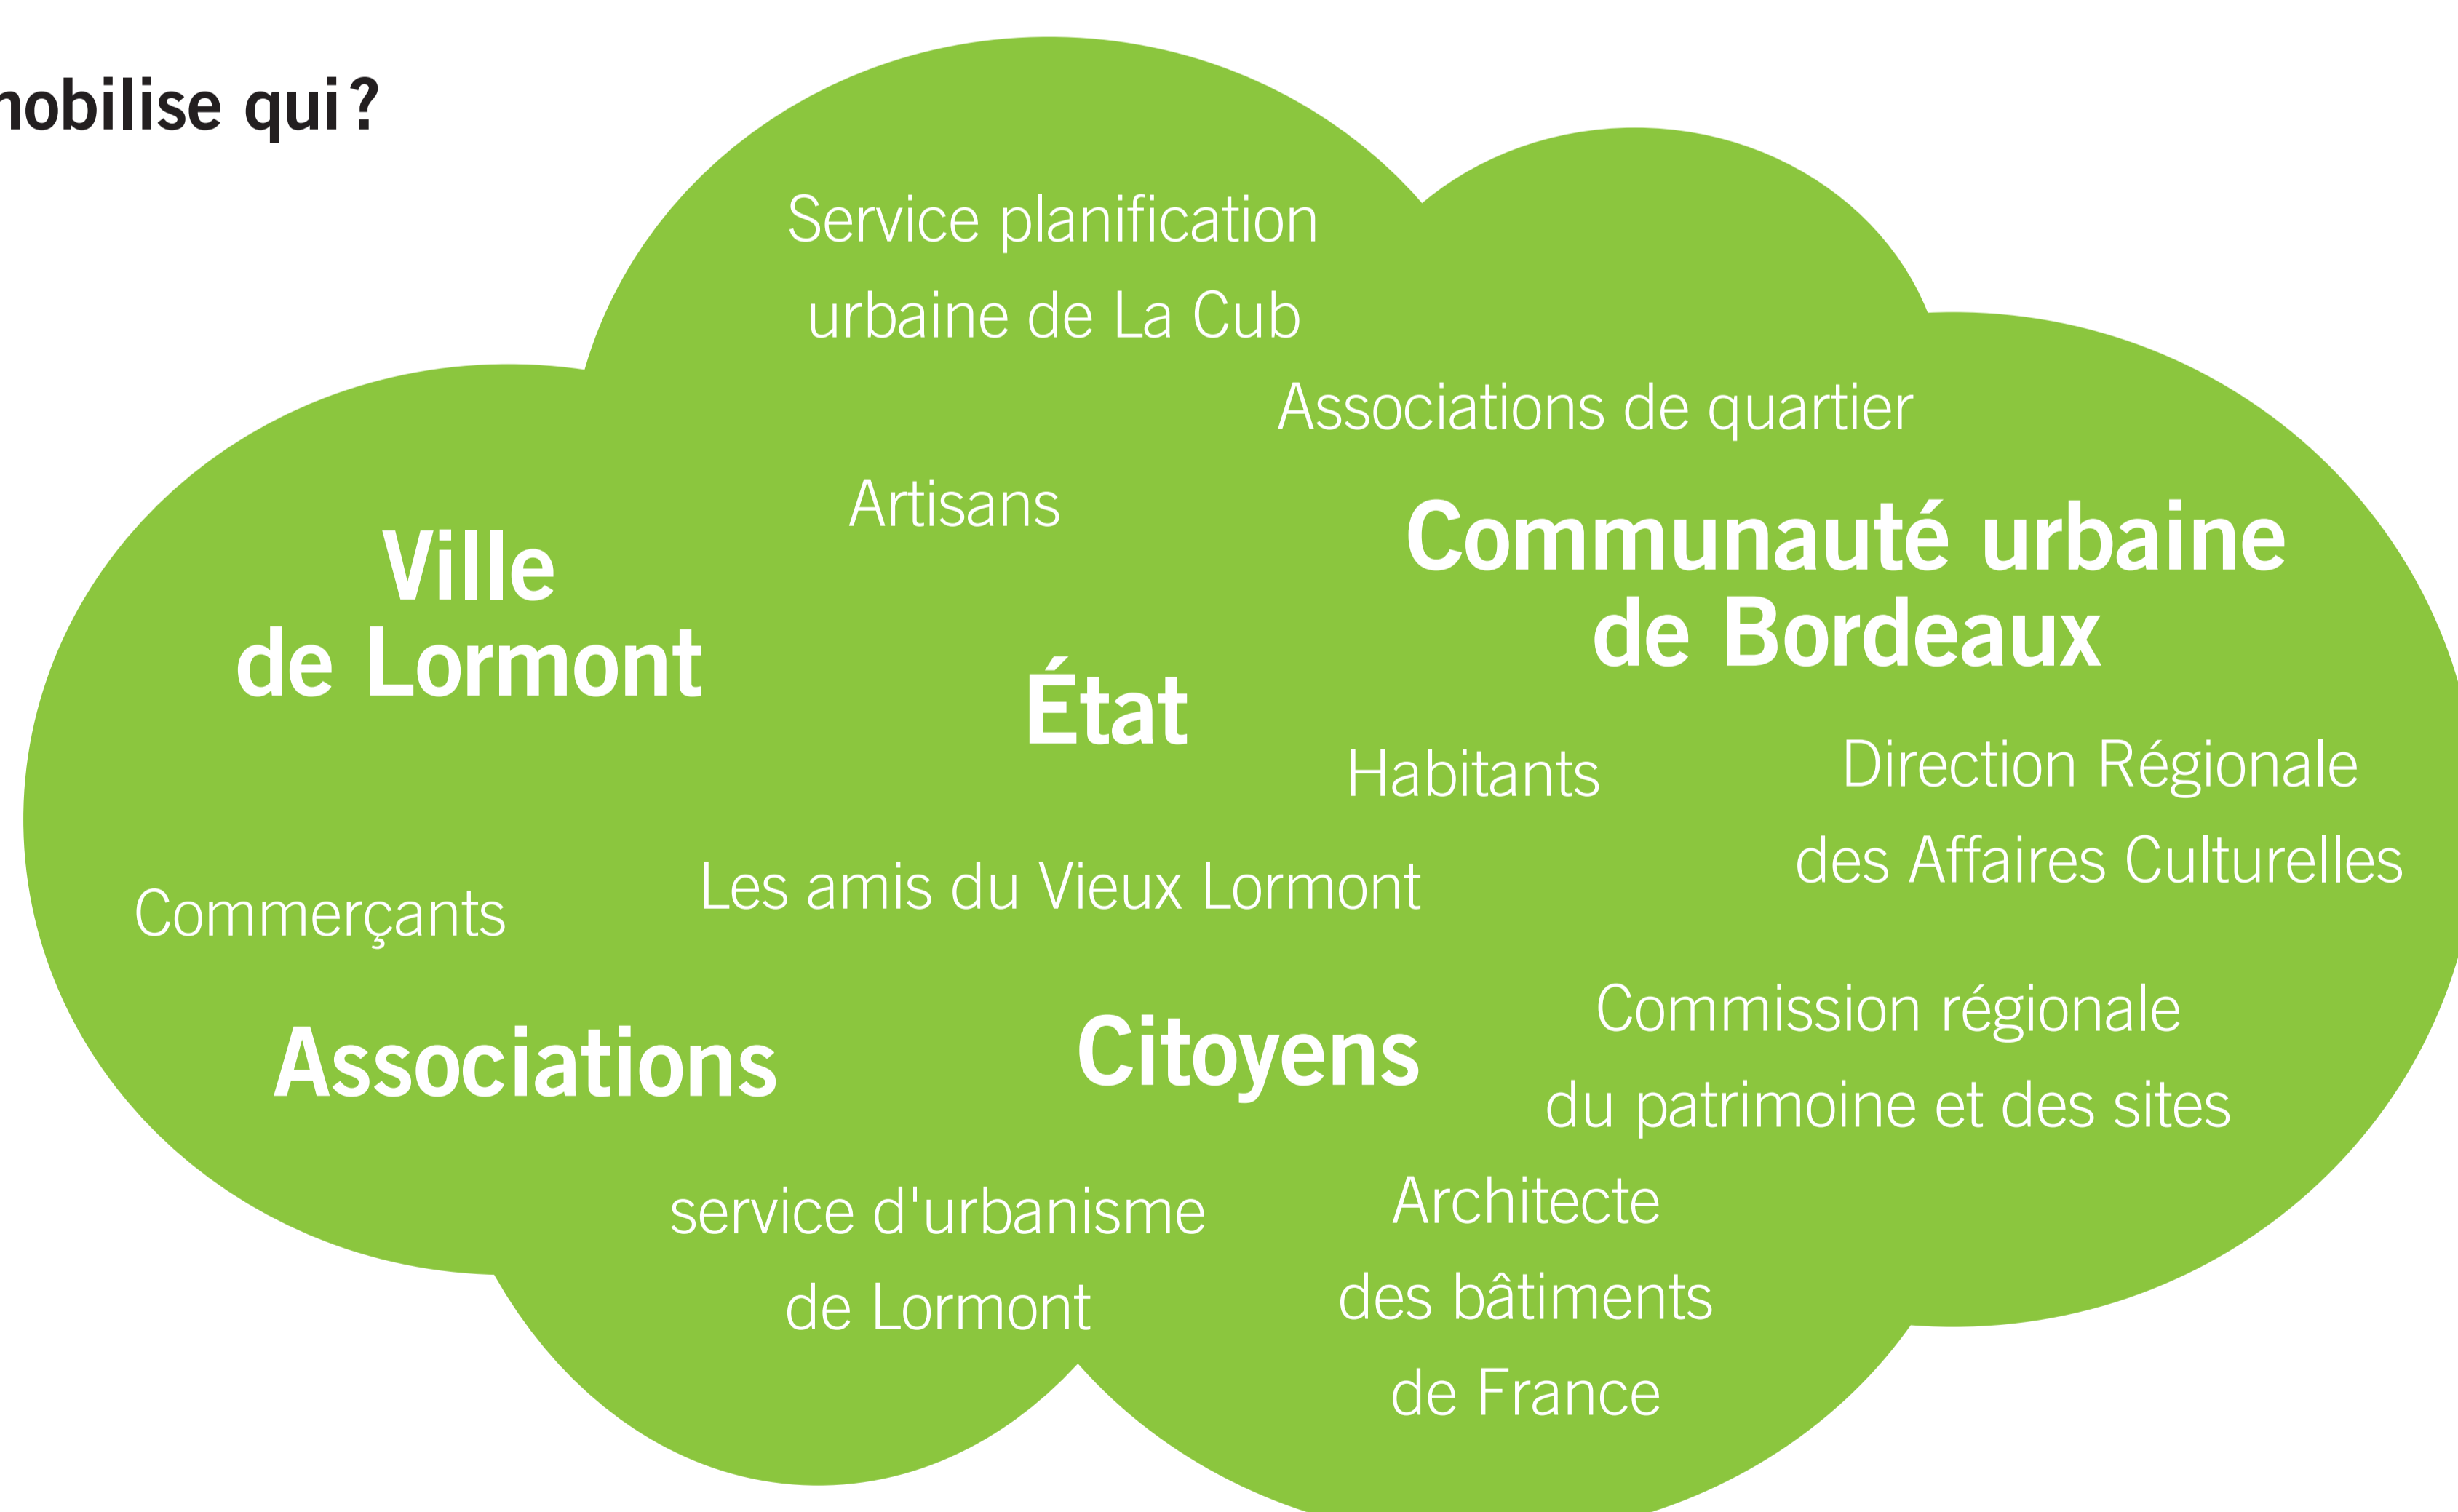 qui ?
Service planification
urbaine de La Cub
Associations de quartier
Artisans
Ville
de Lormont
Communauté urbaine
de Bordeaux
État
Habitants
Direction Régionale
des Affaires Culturelles
Les amis du Vieux Lormont
Commerçants
Associations
Citoyens
Commission régionale
du patrimoine et des sites
service d'urbanisme
de Lormont
Architecte
des bâtiments
de France